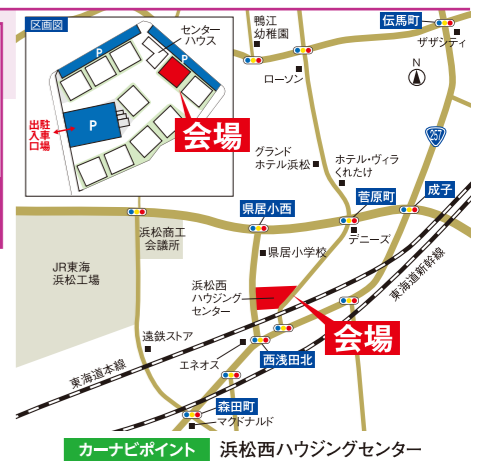 区画図
P
センター
ハウス
P
駐車場
出入口
P
会場
鴨江
幼稚園
伝馬町
ザザシティ
ローソン
N
257
グランド
ホテル浜松
ホテル・ヴィラ
くれたけ
菅原町
成子
県居小西
デニーズ
浜松商工
会議所
県居小学校
JR東海
浜松工場
浜松西
ハウジング
センター
東海道新幹線
会場
遠鉄ストア
エネオス
西浅田北
東海道本線
森田町
マクドナルド
カーナビポイント 浜松西ハウジングセンター